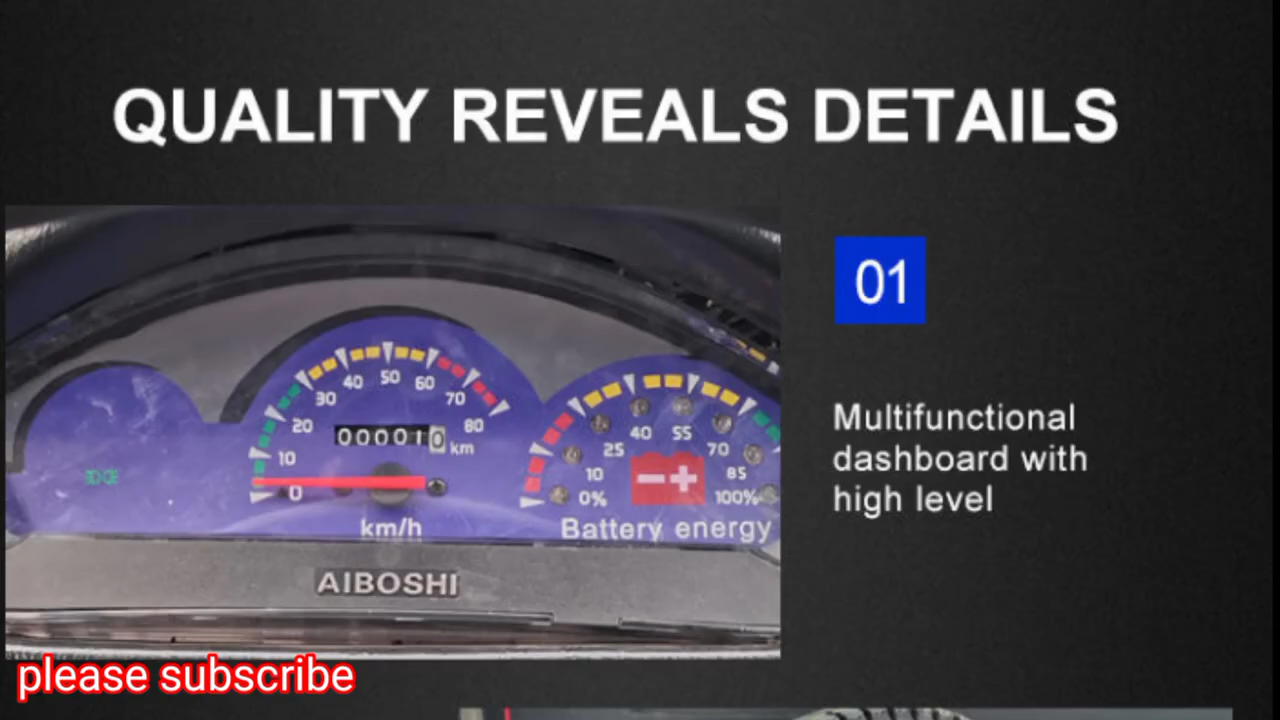 QUALITY REVEALS DETAILS
01
Multifunctional
dashboard with
high level
0
10
20
30
40
50
60
70
80
000010 km
km/h
0%
10
25
40
55
70
85
100%
Battery energy
AIBOSHI
please subscribe